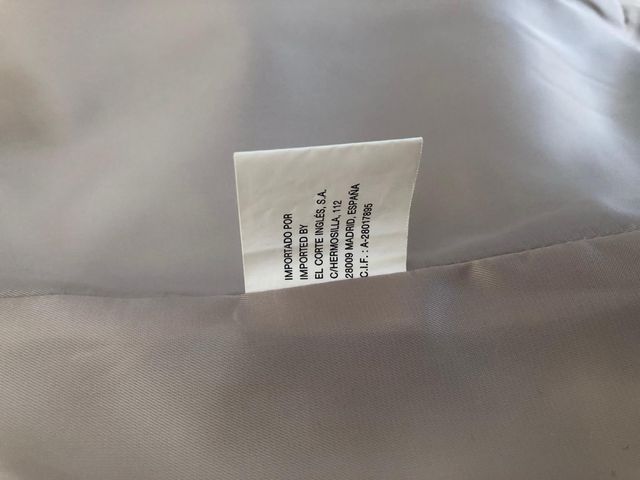 IMPORTADO POR
IMPORTED BY
EL CORTE INGLÉS, S.A.
C/HERMOSILLA, 112
28009 MADRID, ESPAÑA
C.I.F. : A-28017895